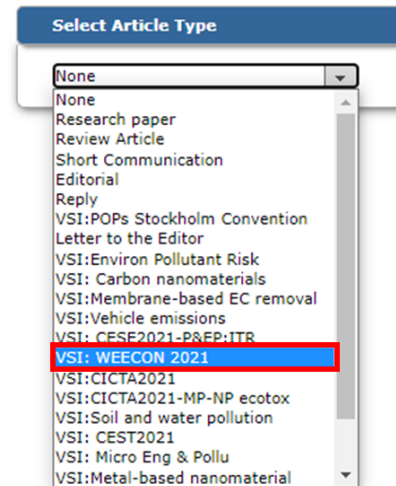 Select Article Type
None
None
Research paper
Review Article
Short Communication
Editorial
Reply
VSI:POPs Stockholm Convention
Letter to the Editor
VSI:Environ Pollutant Risk
VSI: Carbon nanomaterials
VSI:Membrane-based EC removal
VSI:Vehicle emissions
VSI: CESE2021-P&EP:ITR
VSI: WEECON 2021
VSI:CICTA2021
VSI:CICTA2021-MP-NP ecotox
VSI:Soil and water pollution
VSI: CEST2021
VSI: Micro Eng & Pollu
VSI:Metal-based nanomaterial